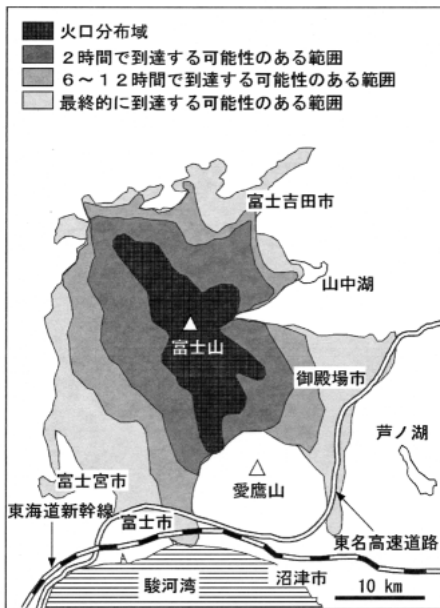 火口分布域
2時間で到達する可能性のある範囲
6~12時間で到達する可能性のある範囲
最終的に到達する可能性のある範囲
富士吉田市
山中湖
富士山
御殿場市
芦ノ湖
富士宮市
愛鷹山
東海道新幹線
富士市
東名高速道路
駿河湾
沼津市
10 km